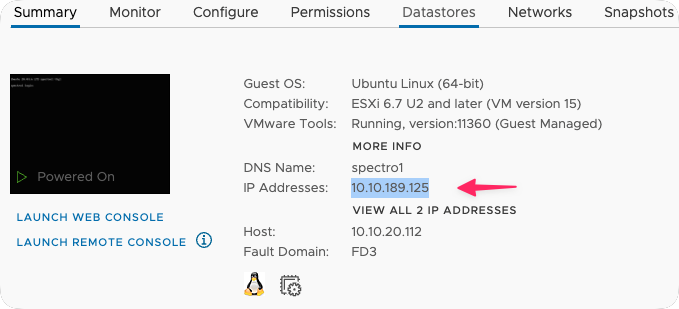 Summary Monitor Configure Permissions Datastores Networks Snapshots
Guest OS: Ubuntu Linux (64-bit)
Compatibility: ESXi 6.7 U2 and later (VM version 15)
VMware Tools: Running, version:11360 (Guest Managed)
MORE INFO
DNS Name: spectro1
IP Addresses: 10.10.189.125
VIEW ALL 2 IP ADDRESSES
Host: 10.10.20.112
Fault Domain: FD3
Powered On
LAUNCH WEB CONSOLE
LAUNCH REMOTE CONSOLE